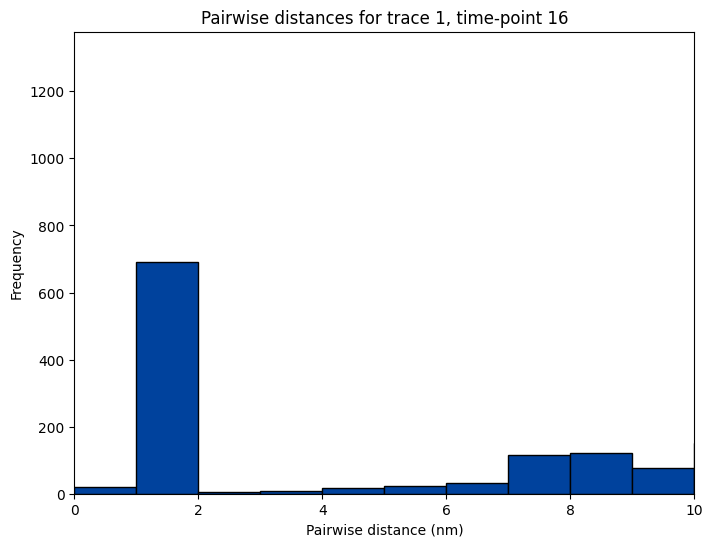 Pairwise distances for trace 1, time-point 16
1200
1000
800
600
400
200
0
Frequency
0 2 4 6 8 10
Pairwise distance (nm)